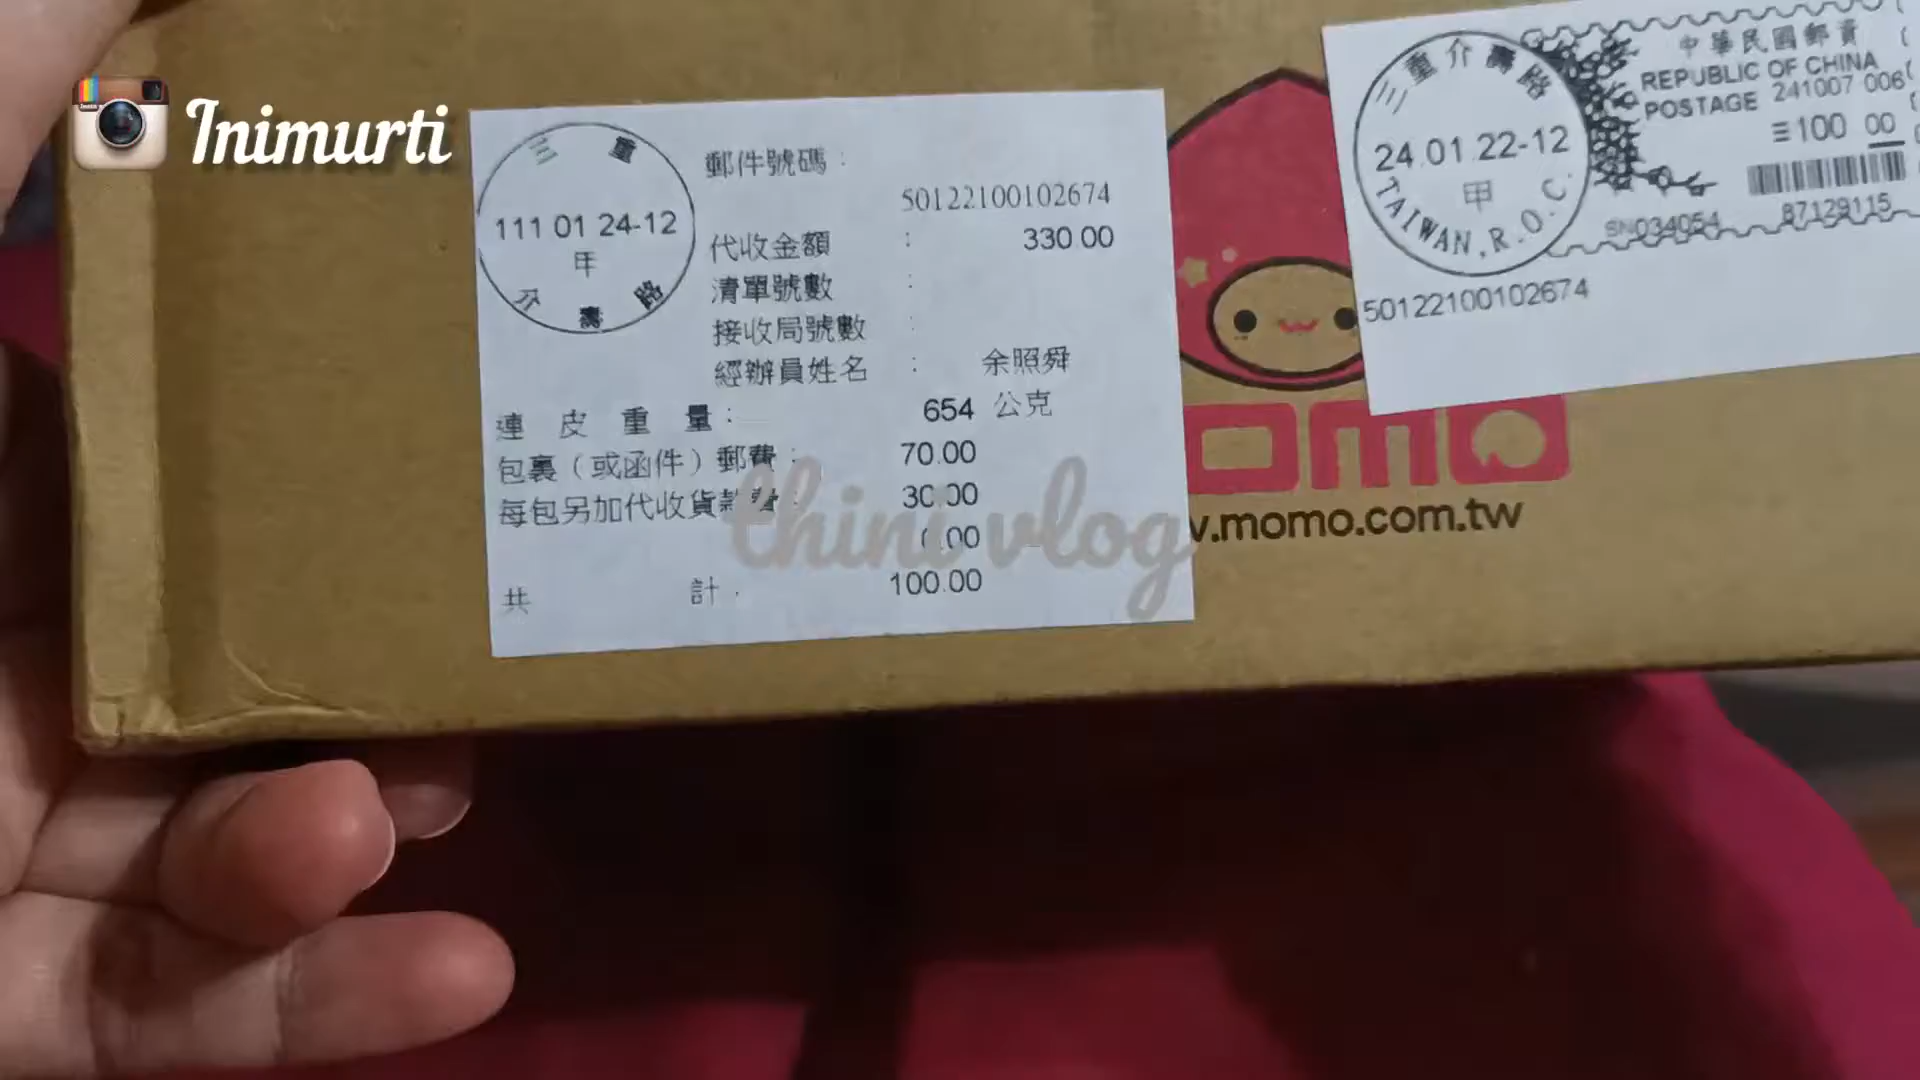 Inimurti
三重
111 01 24-12
甲
介壽路
郵件號碼 :
50122100102674
代收金額 : 330.00
清單號數 :
接收局號數 :
經辦員姓名 : 余照舜
連皮重量 : 654 公克
包裹（或函件）郵費 : 70.00
每包另加代收貨款費 : 30.00
0.00
共計 : 100.00
thini vlog
三重介壽路
24.01.22-12
甲
TAIWAN, R.O.C.
中華民國郵資
REPUBLIC OF CHINA
POSTAGE 241007 006
100 00
SN034054 87129115
50122100102674
momo
w.momo.com.tw